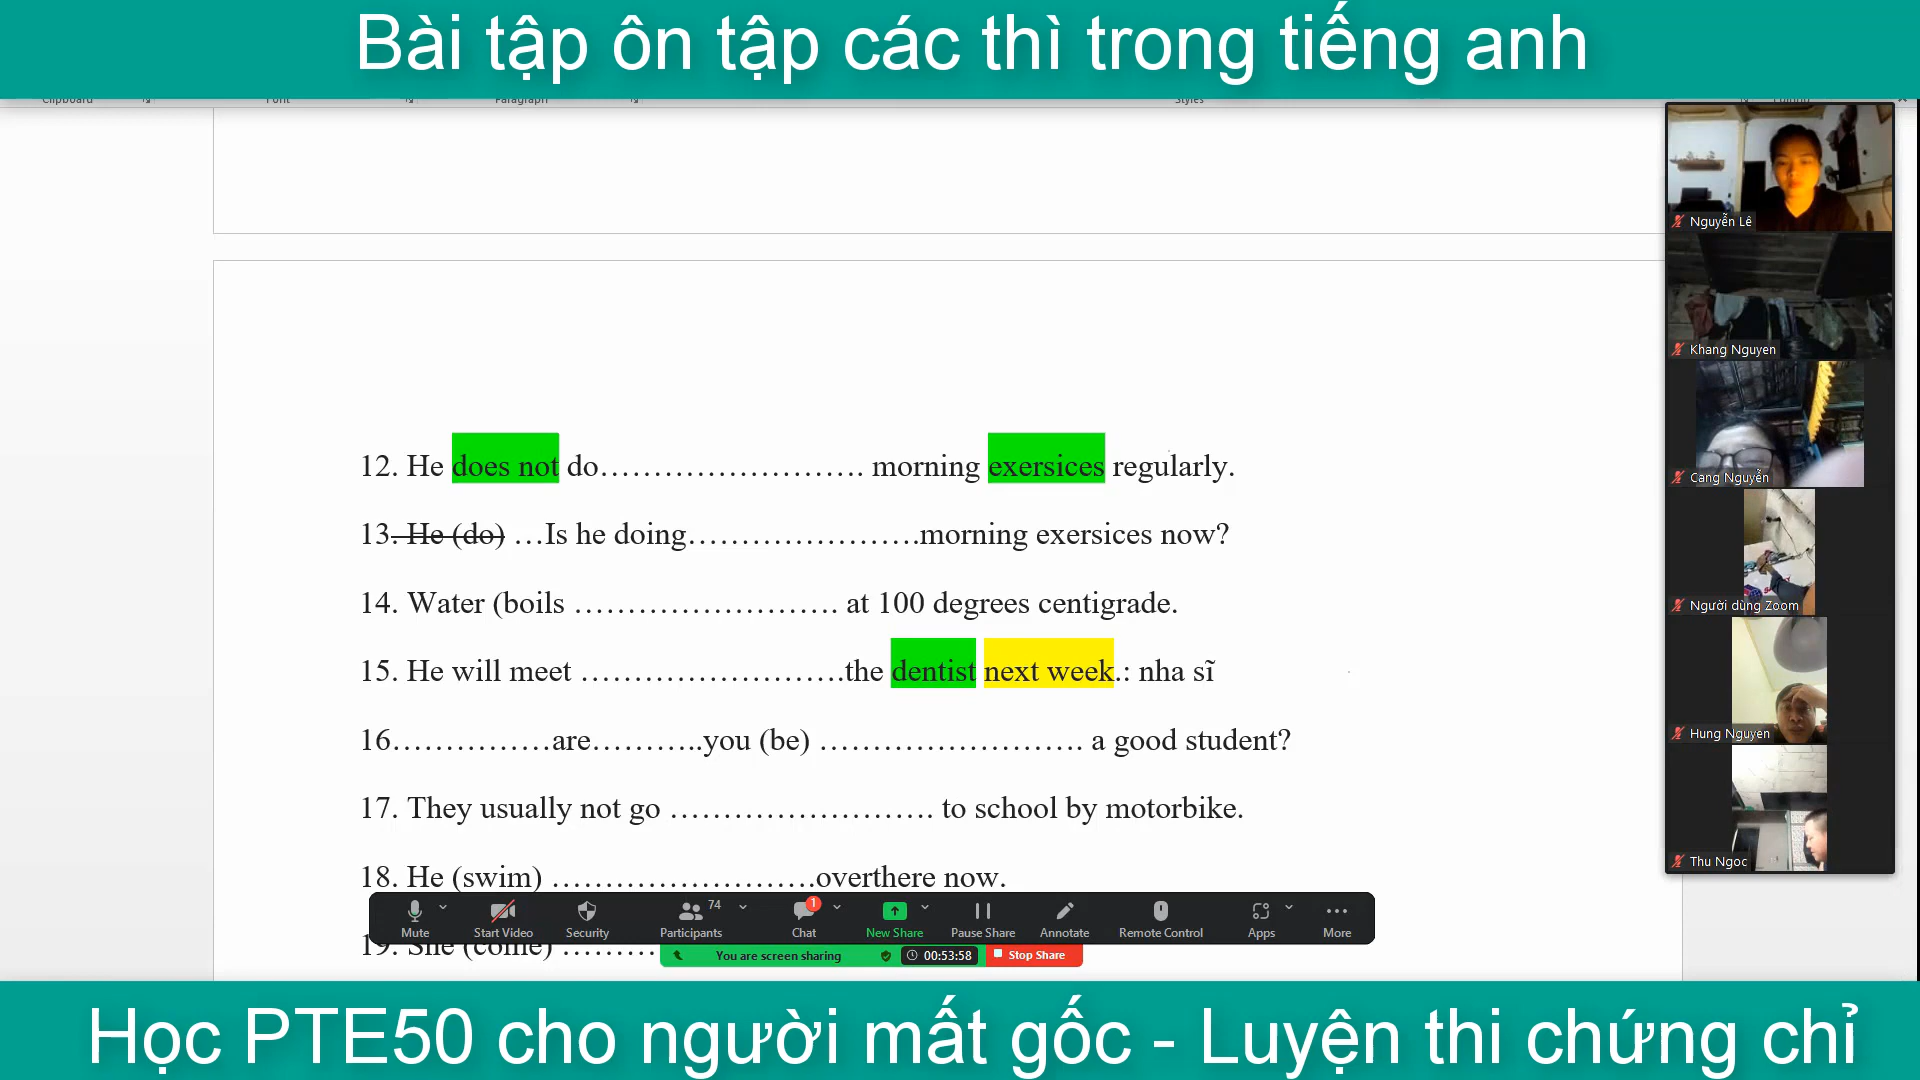 Bài tập ôn tập các thì trong tiếng anh
Clipboard Font Paragraph Styles
12. He does not do……………………. morning exersices regularly.
13. He (do) …Is he doing………………….morning exersices now?
14. Water (boils ……………………. at 100 degrees centigrade.
15. He will meet …………………….the dentist next week.: nha sĩ
16……………are………..you (be) ……………………. a good student?
17. They usually not go ……………………. to school by motorbike.
18. He (swim) …………………….overthere now.
19. She (come) ………
Nguyễn Lê
Khang Nguyen
Cang Nguyễn
Người dùng Zoom
Hung Nguyen
Thu Ngoc
Mute Start Video Security Participants 74 Chat 1 New Share Pause Share Annotate Remote Control Apps More
You are screen sharing 00:53:58 Stop Share
Học PTE50 cho người mất gốc - Luyện thi chứng chỉ